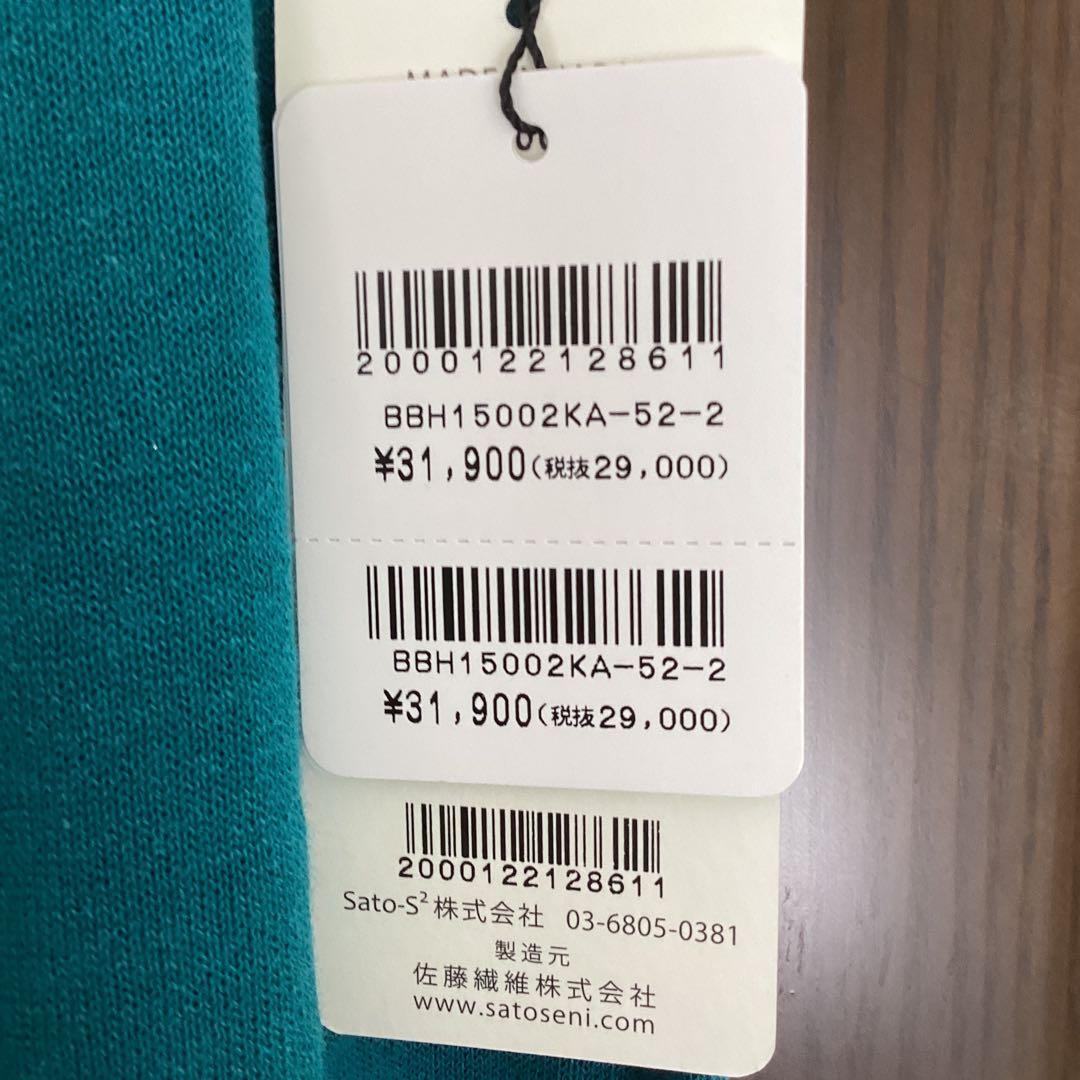 2000122128611
BBH15002KA-52-2
¥31,900(税抜29,000)
BBH15002KA-52-2
¥31,900(税抜29,000)
2000122128611
Sato-S²株式会社 03-6805-0381
製造元
佐藤繊維株式会社
www.satoseni.com